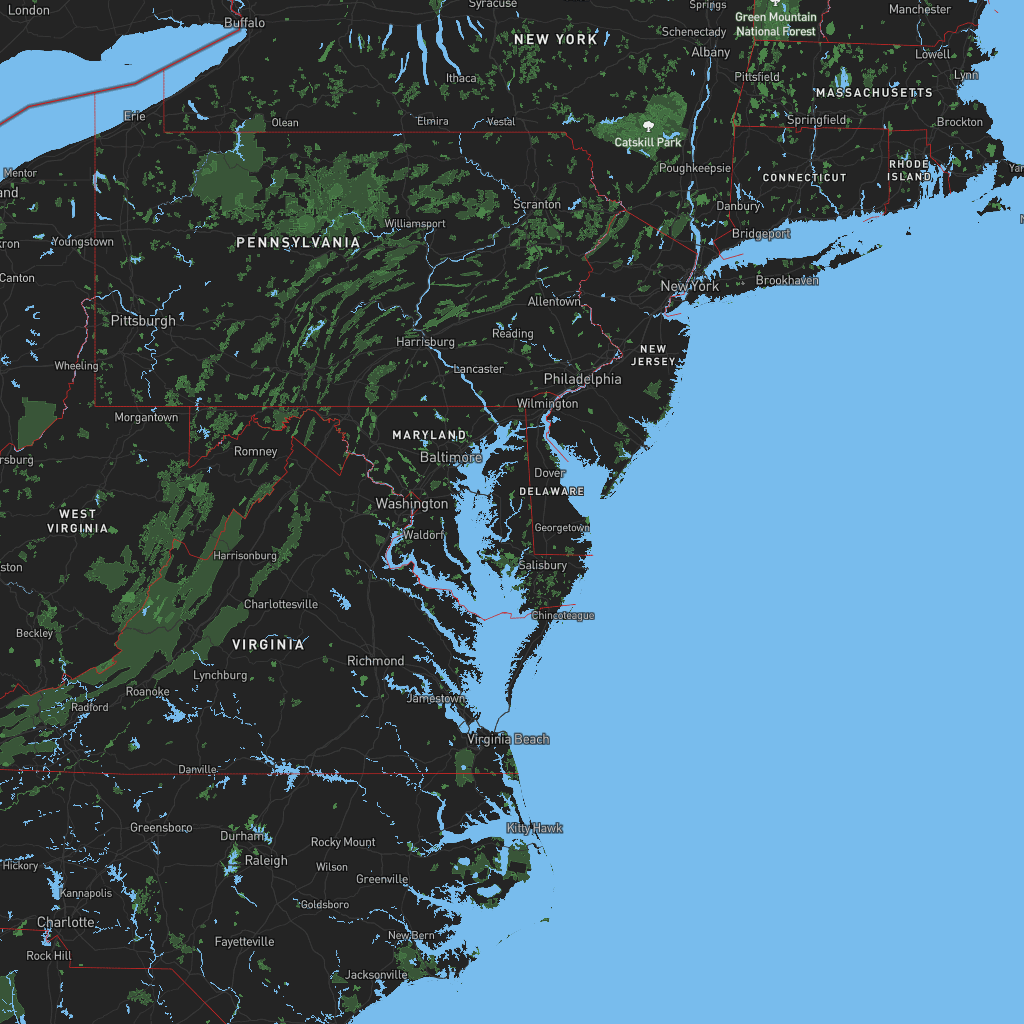 London
Buffalo
Syracuse
Springs
Green Mountain
National Forest
Manchester
NEW YORK
Schenectady
Albany
Lowell
Ithaca
Pittsfield
Lynn
MASSACHUSETTS
Erie
Olean
Elmira
Vestal
Springfield
Brockton
Catskill Park
Mentor
Poughkeepsie
CONNECTICUT
RHODE
ISLAND
Yar
and
Scranton
Danbury
Williamsport
Bridgeport
kron
Youngstown
PENNSYLVANIA
Canton
New York
Brookhaven
Allentown
Pittsburgh
Reading
Harrisburg
NEW
JERSEY
Wheeling
Lancaster
Philadelphia
Wilmington
Morgantown
MARYLAND
Romney
Baltimore
rsburg
Dover
DELAWARE
Washington
WEST
VIRGINIA
Georgetown
Waldorf
Harrisonburg
Salisbury
ston
Charlottesville
Chincoteague
Beckley
VIRGINIA
Richmond
Lynchburg
Roanoke
Jamestown
Radford
Virginia Beach
Danville
Greensboro
Kitty Hawk
Durham
Rocky Mount
Raleigh
Hickory
Wilson
Greenville
Kannapolis
Goldsboro
Charlotte
New Bern
Fayetteville
Rock Hill
Jacksonville